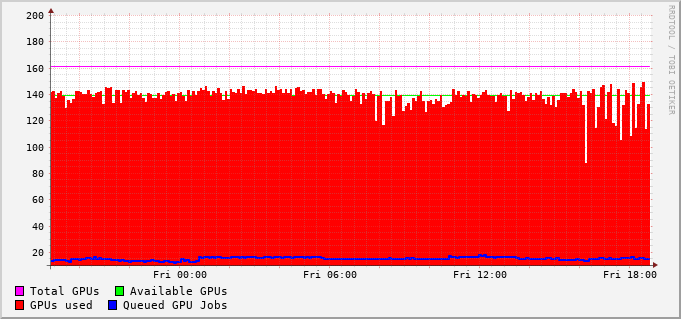 200
180
160
140
120
100
80
60
40
20
Fri 00:00 Fri 06:00 Fri 12:00 Fri 18:00
Total GPUs Available GPUs
GPUs used Queued GPU Jobs
RRDTOOL / TOBI OETIKER